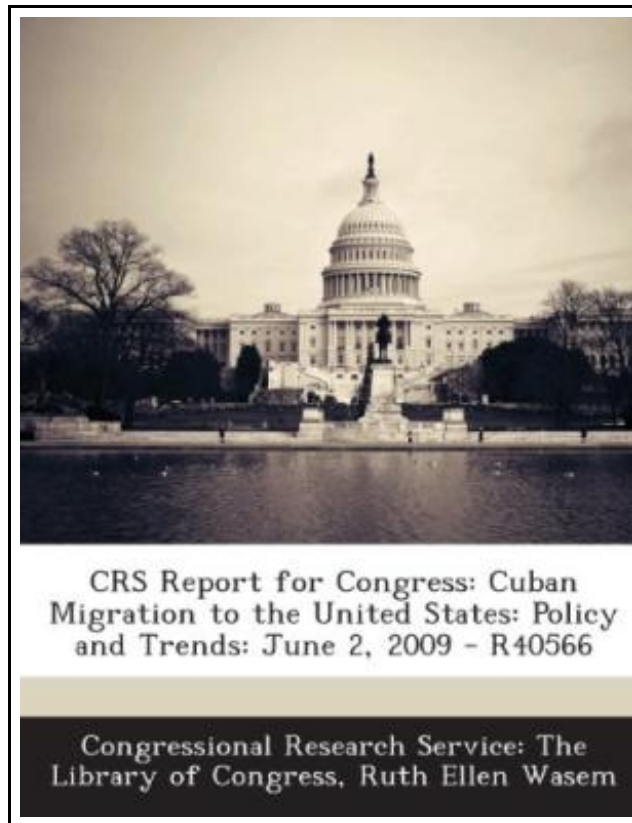 CRS Report for Congress: Cuban
Migration to the United States: Policy
and Trends: June 2, 2009 - R40566
Congressional Research Service: The
Library of Congress, Ruth Ellen Wasem